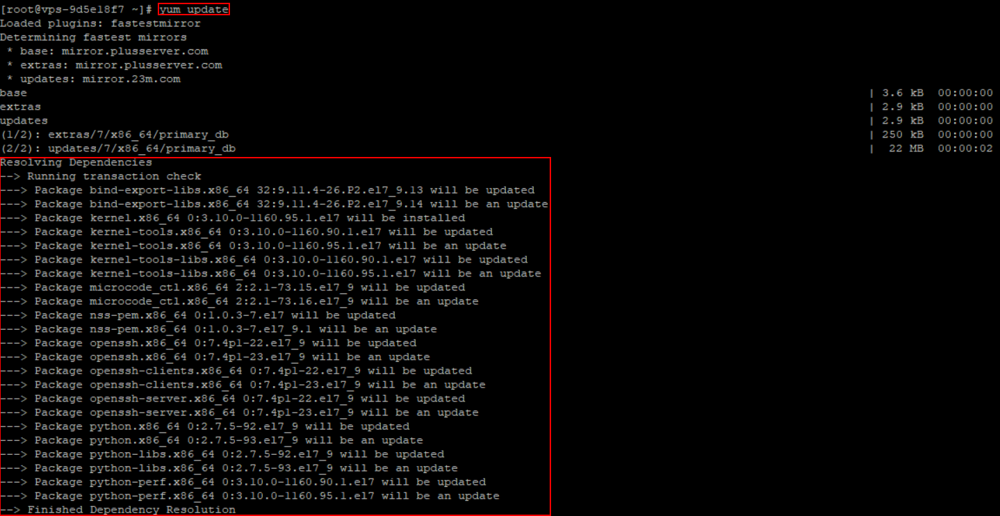 [root@vps-9d5e18f7 ~]# yum update
Loaded plugins: fastestmirror
Determining fastest mirrors
 * base: mirror.plusserver.com
 * extras: mirror.plusserver.com
 * updates: mirror.23m.com
base | 3.6 kB 00:00:00
extras | 2.9 kB 00:00:00
updates | 2.9 kB 00:00:00
(1/2): extras/7/x86_64/primary_db | 250 kB 00:00:00
(2/2): updates/7/x86_64/primary_db | 22 MB 00:00:02
Resolving Dependencies
--> Running transaction check
---> Package bind-export-libs.x86_64 32:9.11.4-26.P2.el7_9.13 will be updated
---> Package bind-export-libs.x86_64 32:9.11.4-26.P2.el7_9.14 will be an update
---> Package kernel.x86_64 0:3.10.0-1160.95.1.el7 will be installed
---> Package kernel-tools.x86_64 0:3.10.0-1160.90.1.el7 will be updated
---> Package kernel-tools.x86_64 0:3.10.0-1160.95.1.el7 will be an update
---> Package kernel-tools-libs.x86_64 0:3.10.0-1160.90.1.el7 will be updated
---> Package kernel-tools-libs.x86_64 0:3.10.0-1160.95.1.el7 will be an update
---> Package microcode_ctl.x86_64 2:2.1-73.15.el7_9 will be updated
---> Package microcode_ctl.x86_64 2:2.1-73.16.el7_9 will be an update
---> Package nss-pem.x86_64 0:1.0.3-7.el7 will be updated
---> Package nss-pem.x86_64 0:1.0.3-7.el7_9.1 will be an update
---> Package openssh.x86_64 0:7.4p1-22.el7_9 will be updated
---> Package openssh.x86_64 0:7.4p1-23.el7_9 will be an update
---> Package openssh-clients.x86_64 0:7.4p1-22.el7_9 will be updated
---> Package openssh-clients.x86_64 0:7.4p1-23.el7_9 will be an update
---> Package openssh-server.x86_64 0:7.4p1-22.el7_9 will be updated
---> Package openssh-server.x86_64 0:7.4p1-23.el7_9 will be an update
---> Package python.x86_64 0:2.7.5-92.el7_9 will be updated
---> Package python.x86_64 0:2.7.5-93.el7_9 will be an update
---> Package python-libs.x86_64 0:2.7.5-92.el7_9 will be updated
---> Package python-libs.x86_64 0:2.7.5-93.el7_9 will be an update
---> Package python-perf.x86_64 0:3.10.0-1160.90.1.el7 will be updated
---> Package python-perf.x86_64 0:3.10.0-1160.95.1.el7 will be an update
--> Finished Dependency Resolution